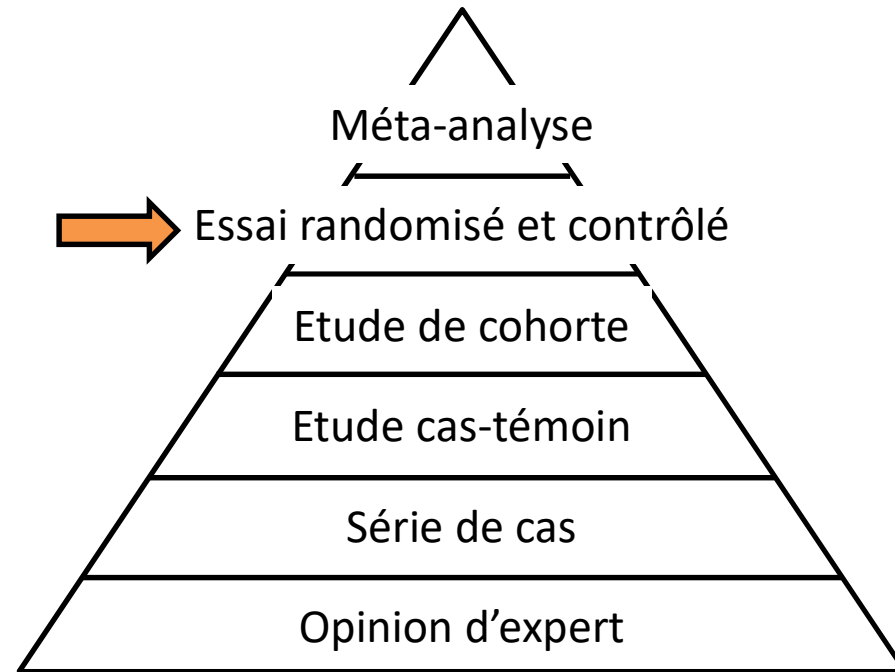 Méta-analyse
Essai randomisé et contrôlé
Etude de cohorte
Etude cas-témoin
Série de cas
Opinion d’expert